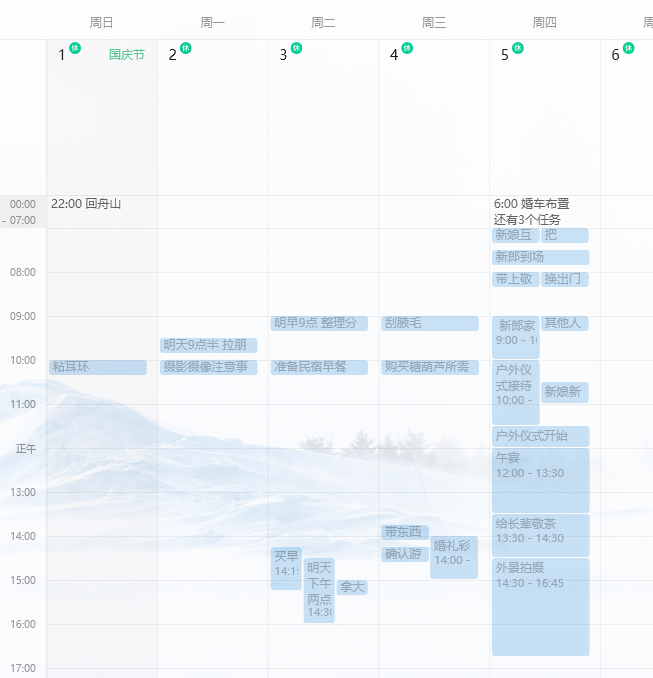 周日 周一 周二 周三 周四 周
1 休 国庆节 2 休 3 休 4 休 5 休 6 休
00:00
- 07:00
22:00 回舟山
6:00 婚车布置
还有3个任务
新娘互 把
新郎到场
08:00
带上敬 换出门
09:00
明早9点 整理分
刮腋毛
新郎家
9:00 - 1
其他人
明天9点半 拉朋
10:00
粘耳环
摄影摄像注意事
准备民宿早餐
购买糖葫芦所需
户外仪
式接待
10:00 -
新娘新
11:00
户外仪式开始
正午
午宴
12:00 - 13:30
13:00
给长辈敬茶
13:30 - 14:30
14:00
带东西
确认游
婚礼彩
14:00 -
买早
14:1
明天
下午
两点
14:3
拿大
外景拍摄
14:30 - 16:45
15:00
16:00
17:00